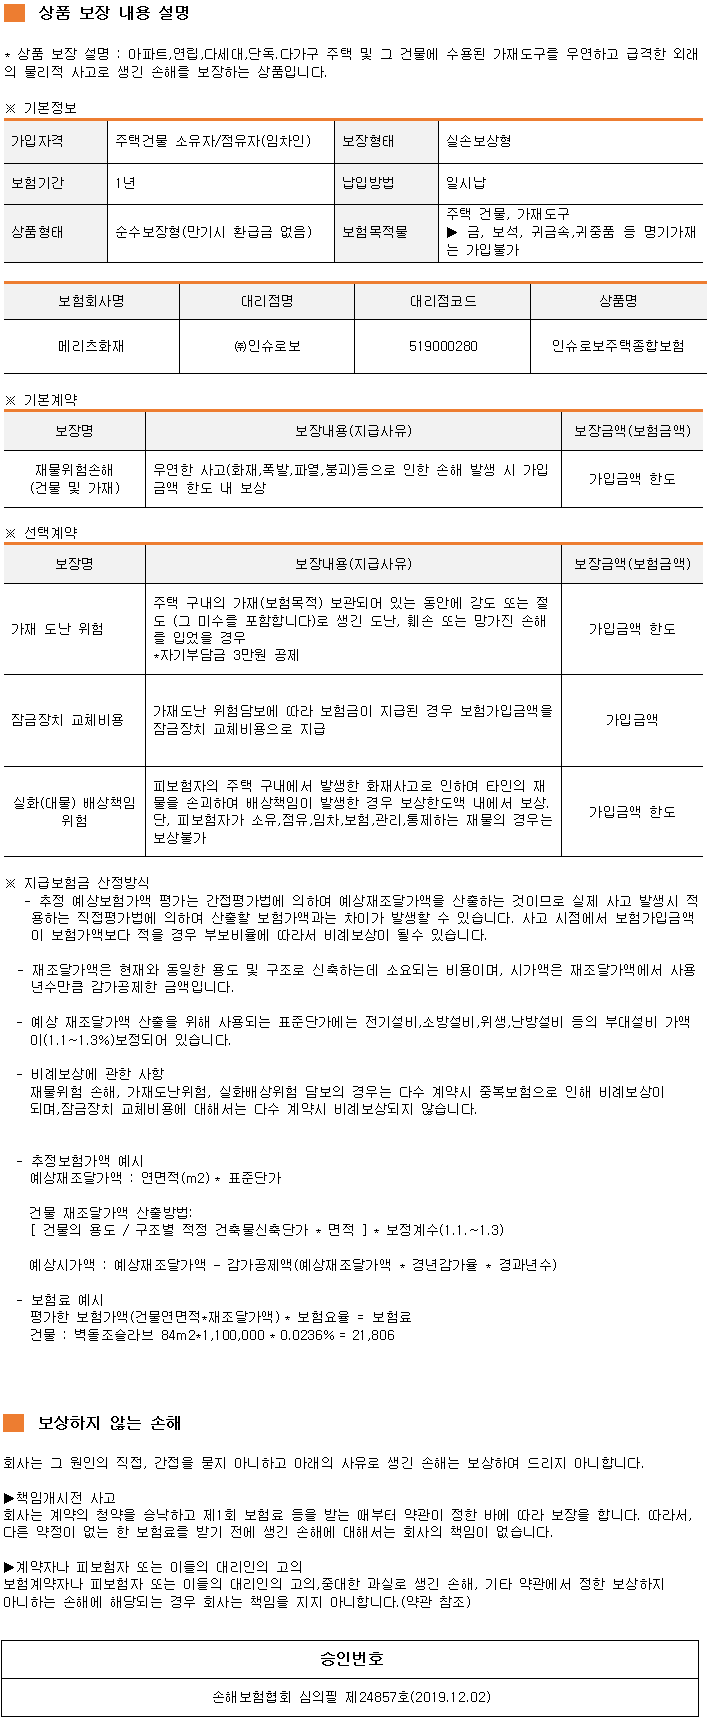 상품 보장 내용 설명
* 상품 보장 설명 : 아파트,연립,다세대,단독.다가구 주택 및 그 건물에 수용된 가재도구를 우연하고 급격한 외래
의 물리적 사고로 생긴 손해를 보장하는 상품입니다.
※ 기본정보
가입자격 주택건물 소유자/점유자(임차인) 보장형태 실손보상형
보험기간 1년 납입방법 일시납
상품형태 순수보장형(만기시 환급금 없음) 보험목적물 주택 건물, 가재도구
▶ 금, 보석, 귀금속,귀중품 등 명기가재
는 가입불가
보험회사명 대리점명 대리점코드 상품명
메리츠화재 ㈜인슈로보 519000280 인슈로보주택종합보험
※ 기본계약
보장명 보장내용(지급사유) 보장금액(보험금액)
재물위험손해
(건물 및 가재)
우연한 사고(화재,폭발,파열,붕괴)등으로 인한 손해 발생 시 가입
금액 한도 내 보상
가입금액 한도
※ 선택계약
보장명 보장내용(지급사유) 보장금액(보험금액)
가재 도난 위험
주택 구내의 가재(보험목적) 보관되어 있는 동안에 강도 또는 절
도 (그 미수를 포함합니다)로 생긴 도난, 훼손 또는 망가진 손해
를 입었을 경우
*자기부담금 3만원 공제
가입금액 한도
잠금장치 교체비용
가재도난 위험담보에 따라 보험금이 지급된 경우 보험가입금액을
잠금장치 교체비용으로 지급
가입금액
실화(대물) 배상책임
위험
피보험자의 주택 구내에서 발생한 화재사고로 인하여 타인의 재
물을 손괴하여 배상책임이 발생한 경우 보상한도액 내에서 보상.
단, 피보험자가 소유,점유,임차,보험,관리,통제하는 재물의 경우는
보상불가
가입금액 한도
※ 지급보험금 산정방식
- 추정 예상보험가액 평가는 간접평가법에 의하여 예상재조달가액을 산출하는 것이므로 실제 사고 발생시 적
용하는 직접평가법에 의하여 산출할 보험가액과는 차이가 발생할 수 있습니다. 사고 시점에서 보험가입금액
이 보험가액보다 적을 경우 부보비율에 따라서 비례보상이 될수 있습니다.
- 재조달가액은 현재와 동일한 용도 및 구조로 신축하는데 소요되는 비용이며, 시가액은 재조달가액에서 사용
년수만큼 감가공제한 금액입니다.
- 예상 재조달가액 산출을 위해 사용되는 표준단가에는 전기설비,소방설비,위생,난방설비 등의 부대설비 가액
이(1.1~1.3%)보정되어 있습니다.
- 비례보상에 관한 사항
재물위험 손해, 가재도난위험, 실화배상위험 담보의 경우는 다수 계약시 중복보험으로 인해 비례보상이
되며,잠금장치 교체비용에 대해서는 다수 계약시 비례보상되지 않습니다.
- 추정보험가액 예시
예상재조달가액 : 연면적(m2) * 표준단가
건물 재조달가액 산출방법:
[ 건물의 용도 / 구조별 적정 건축물신축단가 * 면적 ] * 보정계수(1.1.~1.3)
예상시가액 : 예상재조달가액 - 감가공제액(예상재조달가액 * 경년감가율 * 경과년수)
- 보험료 예시
평가한 보험가액(건물연면적*재조달가액) * 보험요율 = 보험료
건물 : 벽돌조슬라브 84m2*1,100,000 * 0.0236% = 21,806
보상하지 않는 손해
회사는 그 원인의 직접, 간접을 묻지 아니하고 아래의 사유로 생긴 손해는 보상하여 드리지 아니합니다.
▶책임개시전 사고
회사는 계약의 청약을 승낙하고 제1회 보험료 등을 받는 때부터 약관이 정한 바에 따라 보장을 합니다. 따라서,
다른 약정이 없는 한 보험료를 받기 전에 생긴 손해에 대해서는 회사의 책임이 없습니다.
▶계약자나 피보험자 또는 이들의 대리인의 고의
보험계약자나 피보험자 또는 이들의 대리인의 고의,중대한 과실로 생긴 손해, 기타 약관에서 정한 보상하지
아니하는 손해에 해당되는 경우 회사는 책임을 지지 아니합니다.(약관 참조)
승인번호
손해보험협회 심의필 제24857호(2019.12.02)